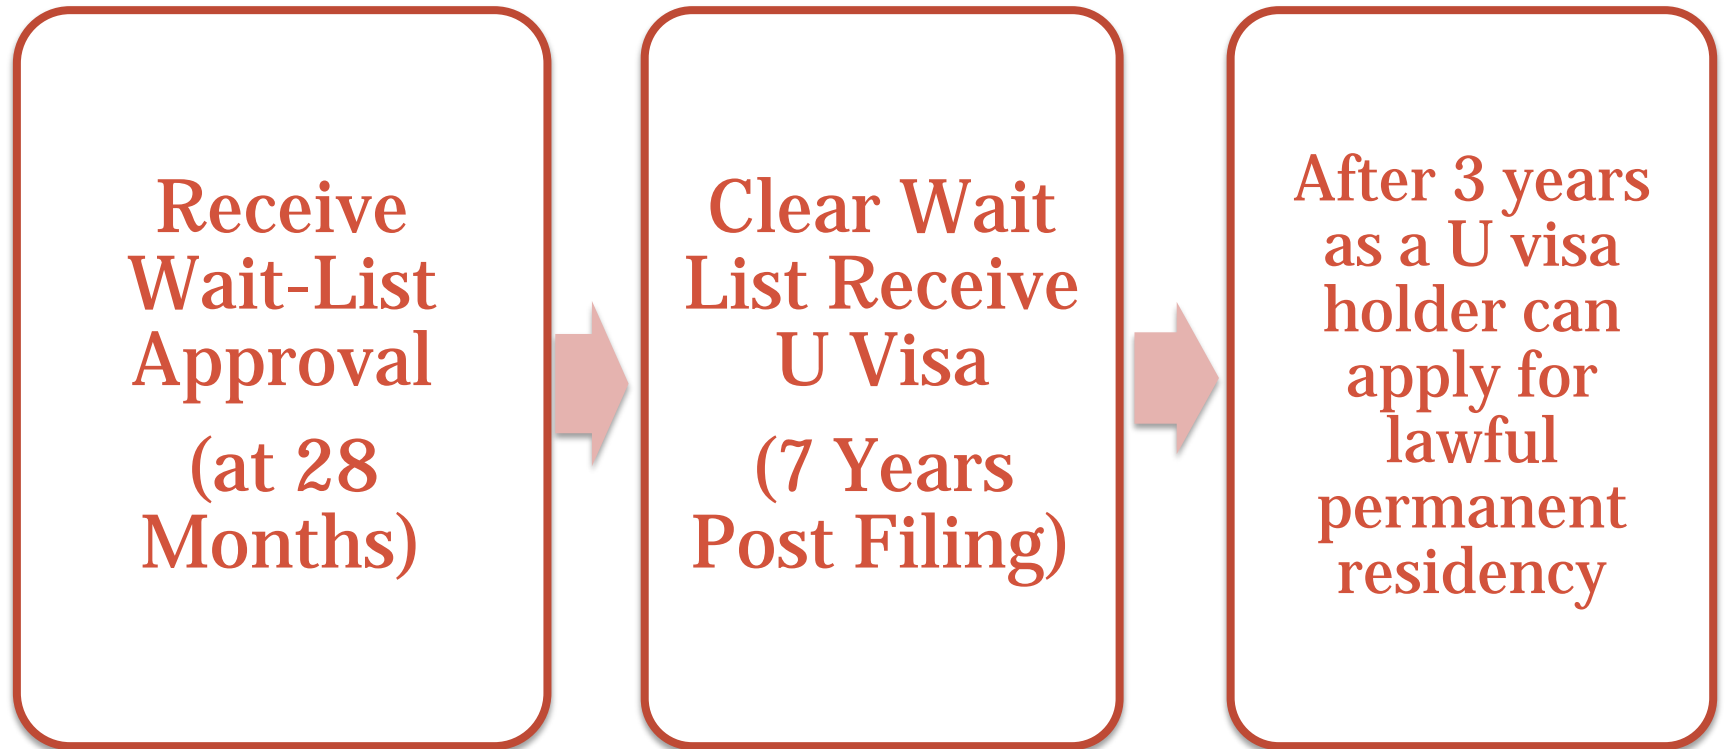 Receive
Wait-List
Approval
(at 28
Months)
Clear Wait
List Receive
U Visa
(7 Years
Post Filing)
After 3 years
as a U visa
holder can
apply for
lawful
permanent
residency